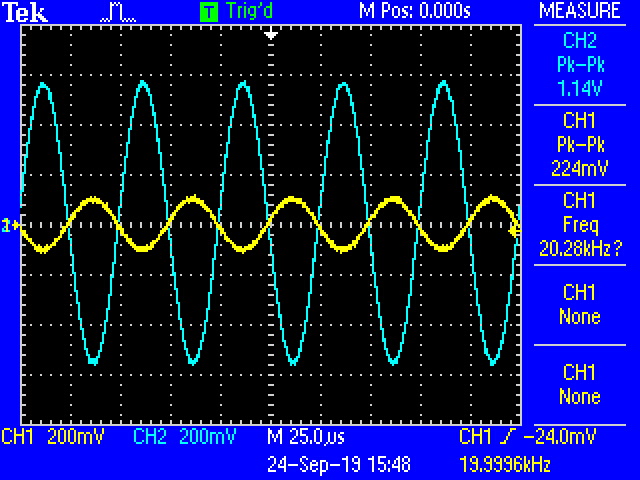 Tek T Trig'd M Pos: 0.000s MEASURE
CH2
Pk-Pk
1.14V
CH1
Pk-Pk
224mV
CH1
Freq
20.28kHz?
CH1
None
CH1
None
CH1 200mV CH2 200mV M 25.0µs CH1 -24.0mV
24-Sep-19 15:48 19.9996kHz